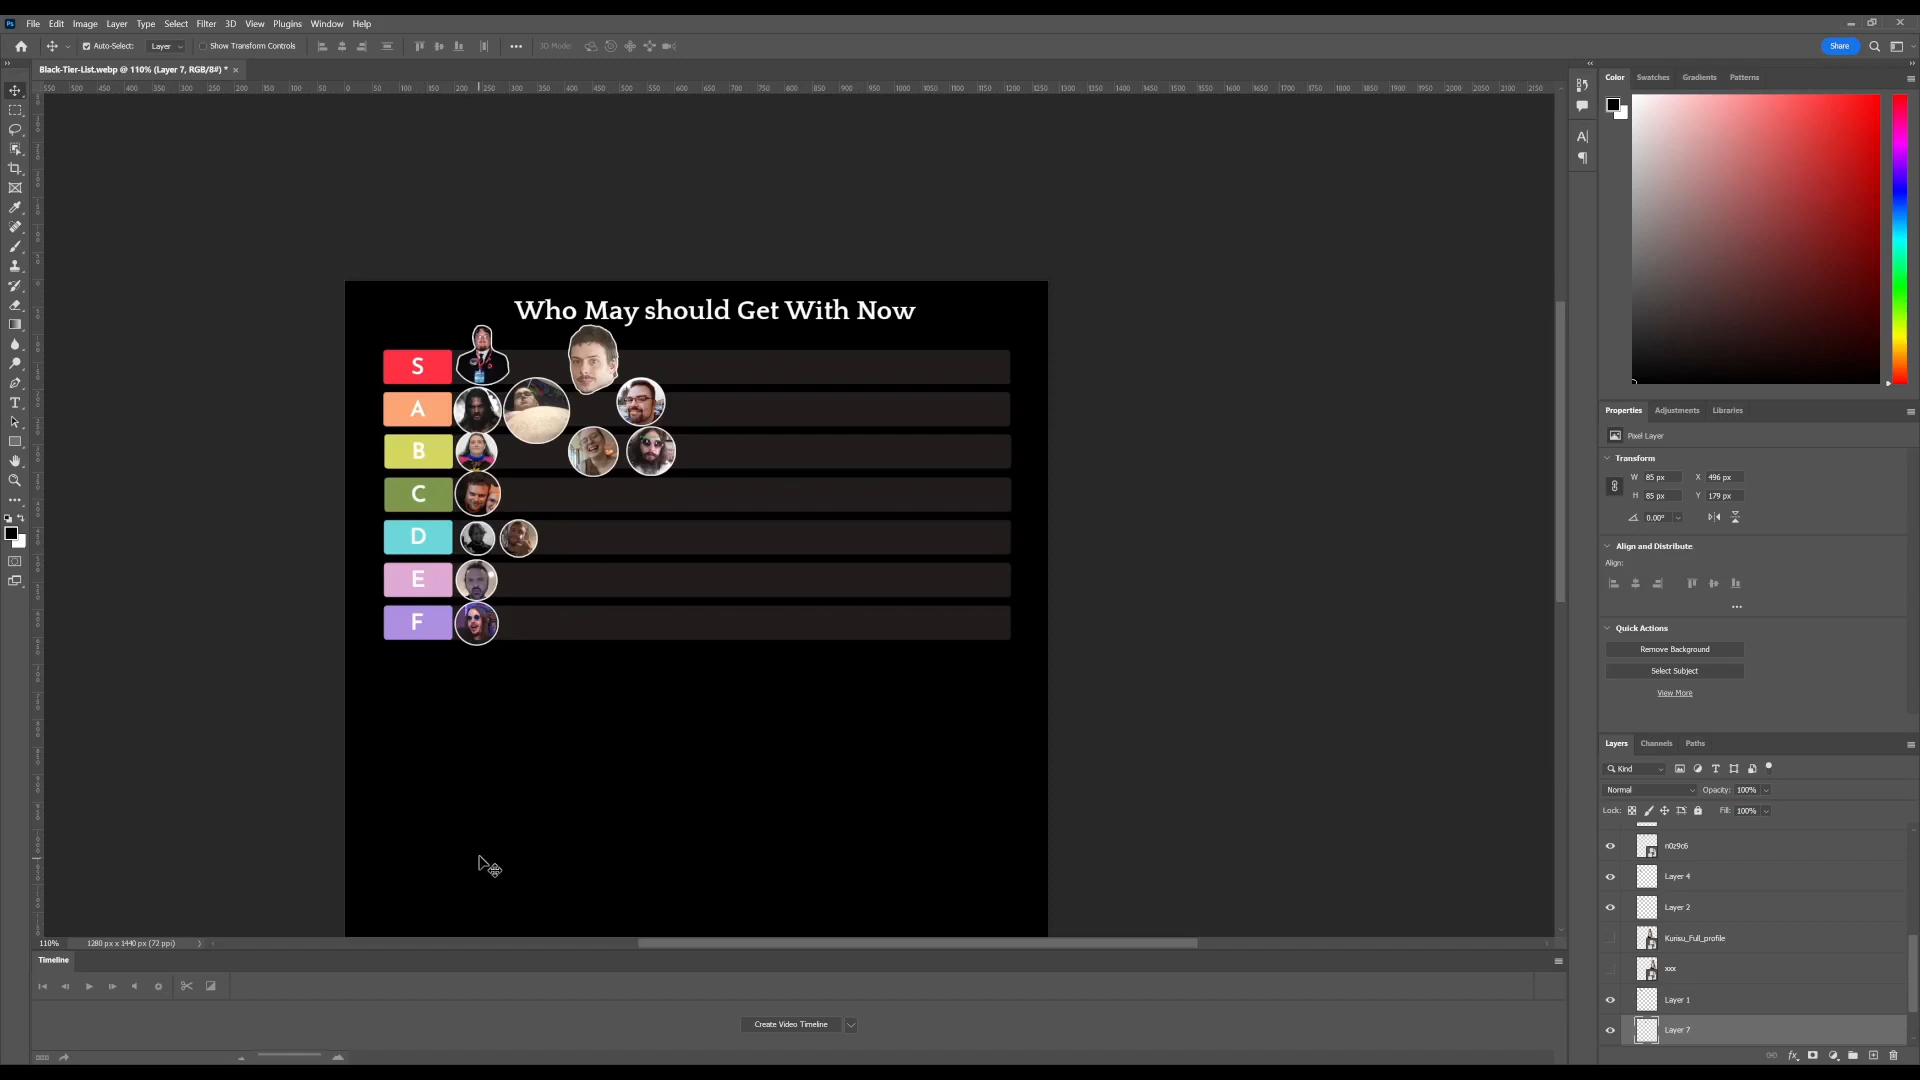 Ps File Edit Image Layer Type Select Filter 3D View Plugins Window Help
Auto-Select: Layer Show Transform Controls 3D Mode: Share
Black-Tier-List.webp @ 110% (Layer 7, RGB/8#) *
Who May should Get With Now
S
A
B
C
D
E
F
110% 1280 px x 1440 px (72 ppi)
Timeline
Create Video Timeline
Color Swatches Gradients Patterns
Properties Adjustments Libraries
Pixel Layer
Transform
W 85 px X 496 px
H 85 px Y 179 px
0.00°
Align and Distribute
Align:
Quick Actions
Remove Background
Select Subject
View More
Layers Channels Paths
Kind
Normal Opacity: 100%
Lock: Fill: 100%
n0z9c6
Layer 4
Layer 2
Kurisu_Full_profile
xxx
Layer 1
Layer 7